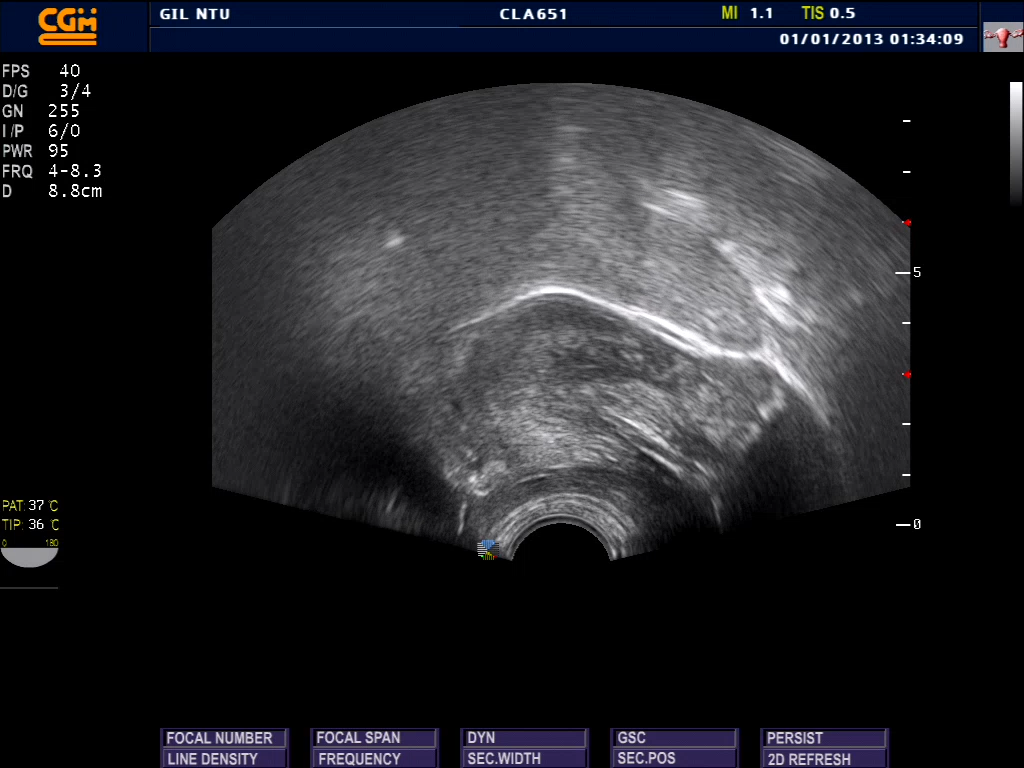 CGM
GIL NTU CLA651 MI 1.1 TIS 0.5
01/01/2013 01:34:09
FPS 40
D/G 3/4
GN 255
I/P 6/0
PWR 95
FRQ 4-8.3
D 8.8cm
5
PAT: 37 °C
TIP: 36 °C
0 180
0
FOCAL NUMBER FOCAL SPAN DYN GSC PERSIST
LINE DENSITY FREQUENCY SEC.WIDTH SEC.POS 2D REFRESH